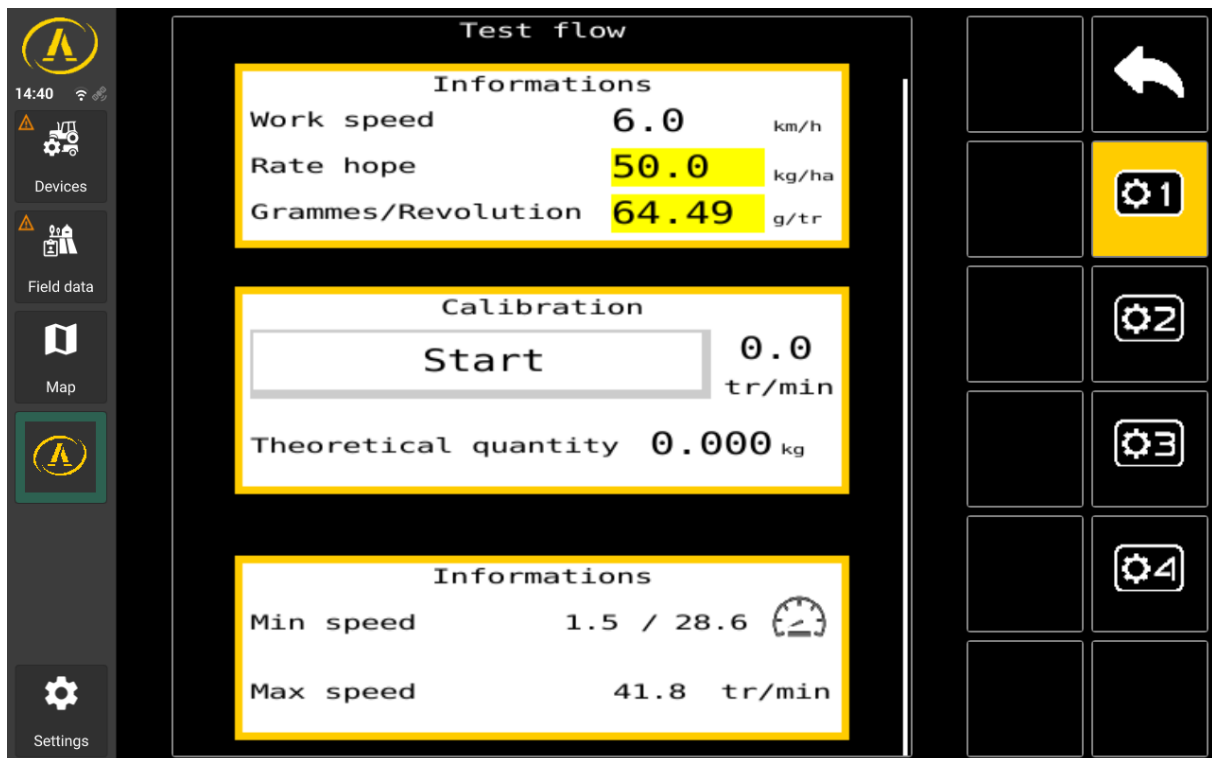 Test flow
14:40
Devices
Field data
Map
Settings
Informations
Work speed 6.0 km/h
Rate hope 50.0 kg/ha
Grammes/Revolution 64.49 g/tr
Calibration
Start 0.0 tr/min
Theoretical quantity 0.000 kg
Informations
Min speed 1.5 / 28.6
Max speed 41.8 tr/min
1
2
3
4